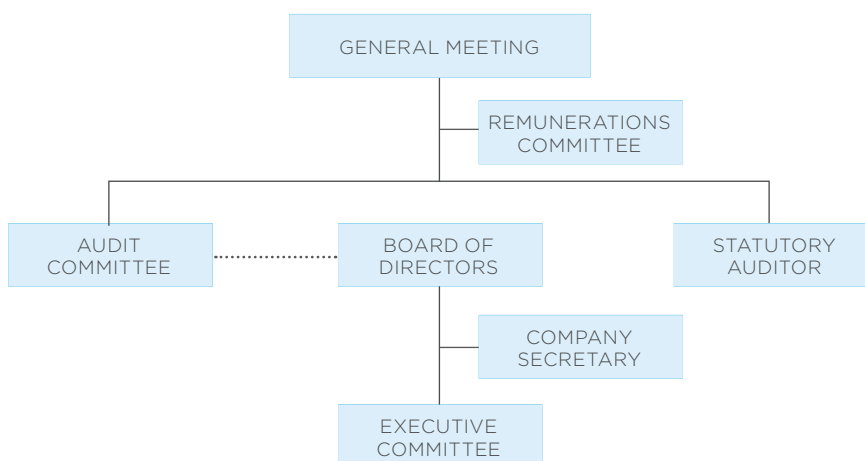 GENERAL MEETING
REMUNERATIONS
COMMITTEE
AUDIT
COMMITTEE
BOARD OF
DIRECTORS
STATUTORY
AUDITOR
COMPANY
SECRETARY
EXECUTIVE
COMMITTEE